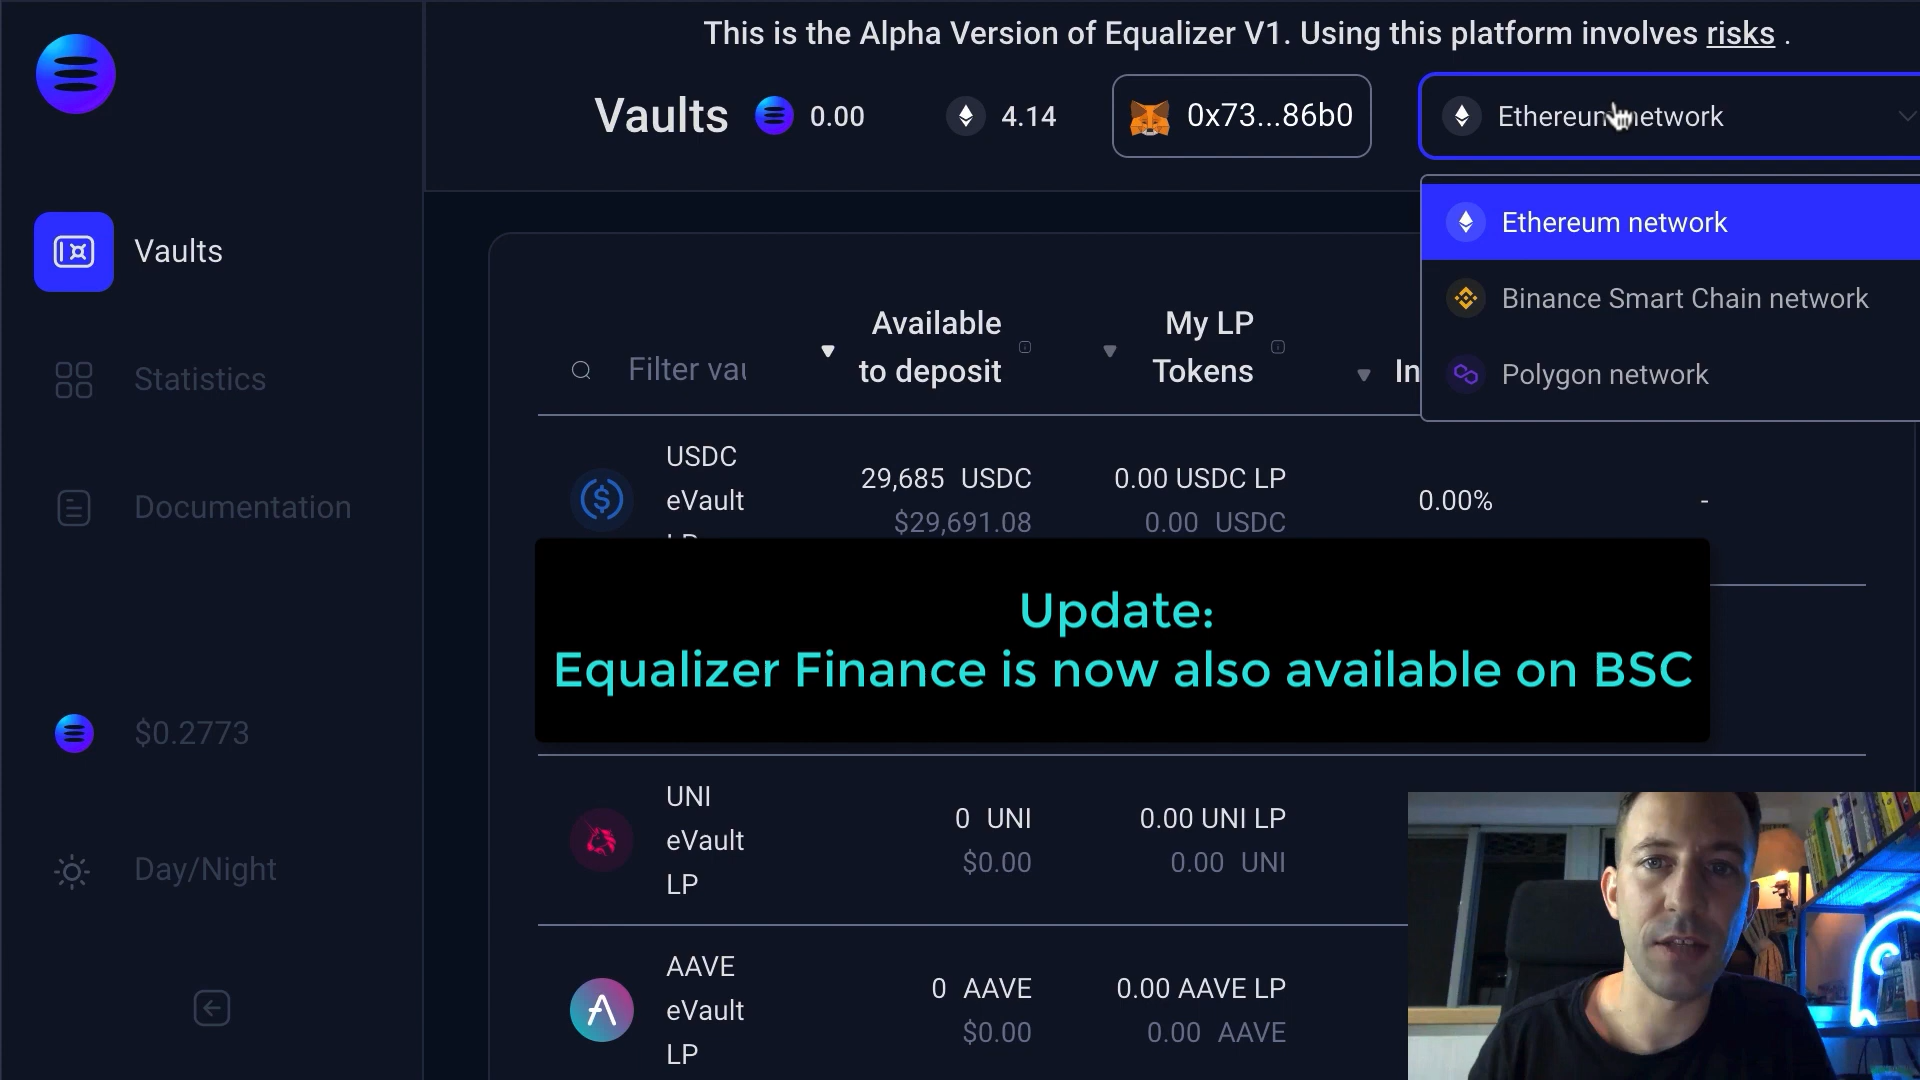 This is the Alpha Version of Equalizer V1. Using this platform involves risks .
Vaults
0.00
4.14
0x73...86b0
Ethereum network
Ethereum network
Binance Smart Chain network
Polygon network
Vaults
Statistics
Documentation
$0.2773
Day/Night
Filter vau
Available
to deposit
My LP
Tokens
In
USDC
eVault
LP
29,685 USDC
$29,691.08
0.00 USDC LP
0.00 USDC
0.00%
-
Update:
Equalizer Finance is now also available on BSC
UNI
eVault
LP
0 UNI
$0.00
0.00 UNI LP
0.00 UNI
AAVE
eVault
LP
0 AAVE
$0.00
0.00 AAVE LP
0.00 AAVE